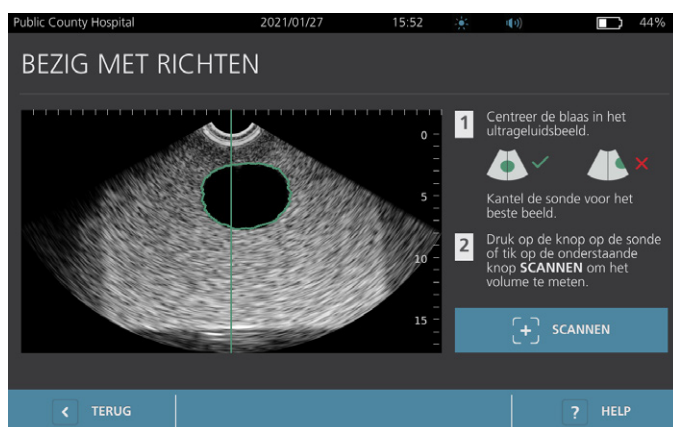 Public County Hospital 2021/01/27 15:52 44%
BEZIG MET RICHTEN
0
5
10
15
1 Centreer de blaas in het
ultrageluidsbeeld.
Kantel de sonde voor het
beste beeld.
2 Druk op de knop op de sonde
of tik op de onderstaande
knop SCANNEN om het
volume te meten.
SCANNEN
TERUG
? HELP